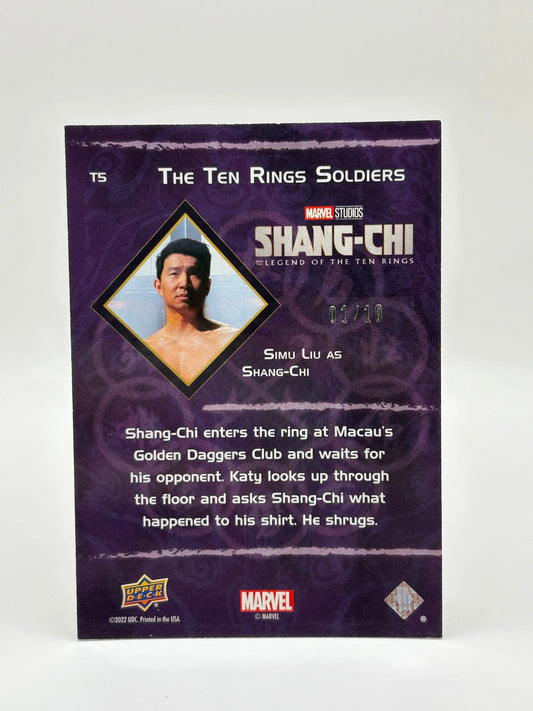 T5
THE TEN RINGS SOLDIERS
MARVEL STUDIOS
SHANG-CHI
AND THE LEGEND OF THE TEN RINGS
01/10
SIMU LIU AS
SHANG-CHI
SHANG-CHI ENTERS THE RING AT MACAU'S
GOLDEN DAGGERS CLUB AND WAITS FOR
HIS OPPONENT. KATY LOOKS UP THROUGH
THE FLOOR AND ASKS SHANG-CHI WHAT
HAPPENED TO HIS SHIRT. HE SHRUGS.
UPPER
D·E·C·K
©2022 UDC. Printed in the USA.
MARVEL
© MARVEL